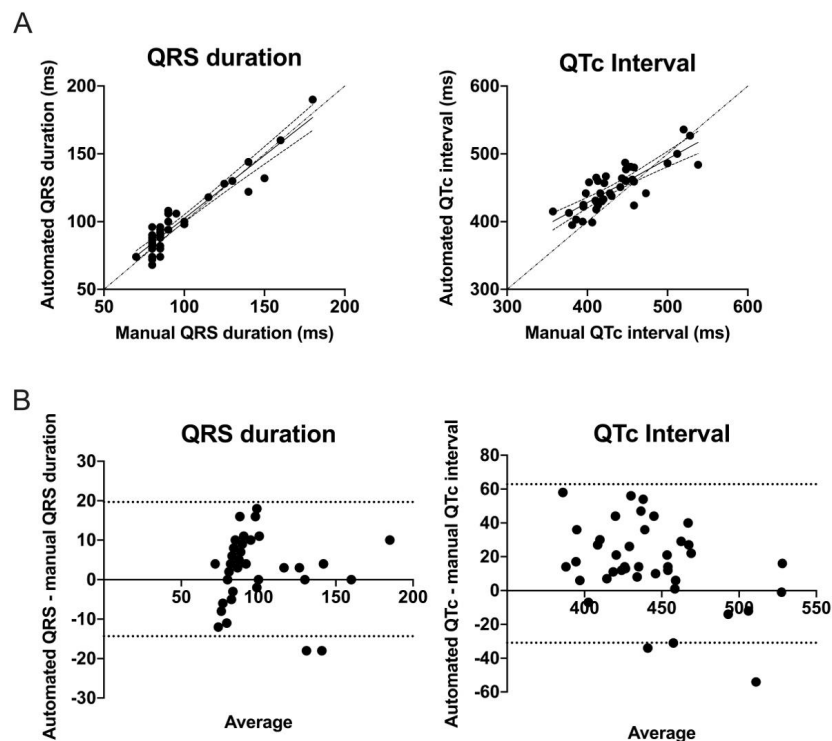 A
QRS duration
Automated QRS duration (ms)
200
150
100
50
50 100 150 200
Manual QRS duration (ms)
QTc Interval
Automated QTc interval (ms)
600
500
400
300
300 400 500 600
Manual QTc interval (ms)
B
QRS duration
Automated QRS - manual QRS duration
30
20
10
0
-10
-20
-30
50 100 150 200
Average
QTc Interval
Automated QTc - manual QTc interval
80
60
40
20
0
-20
-40
-60
400 450 500 550
Average